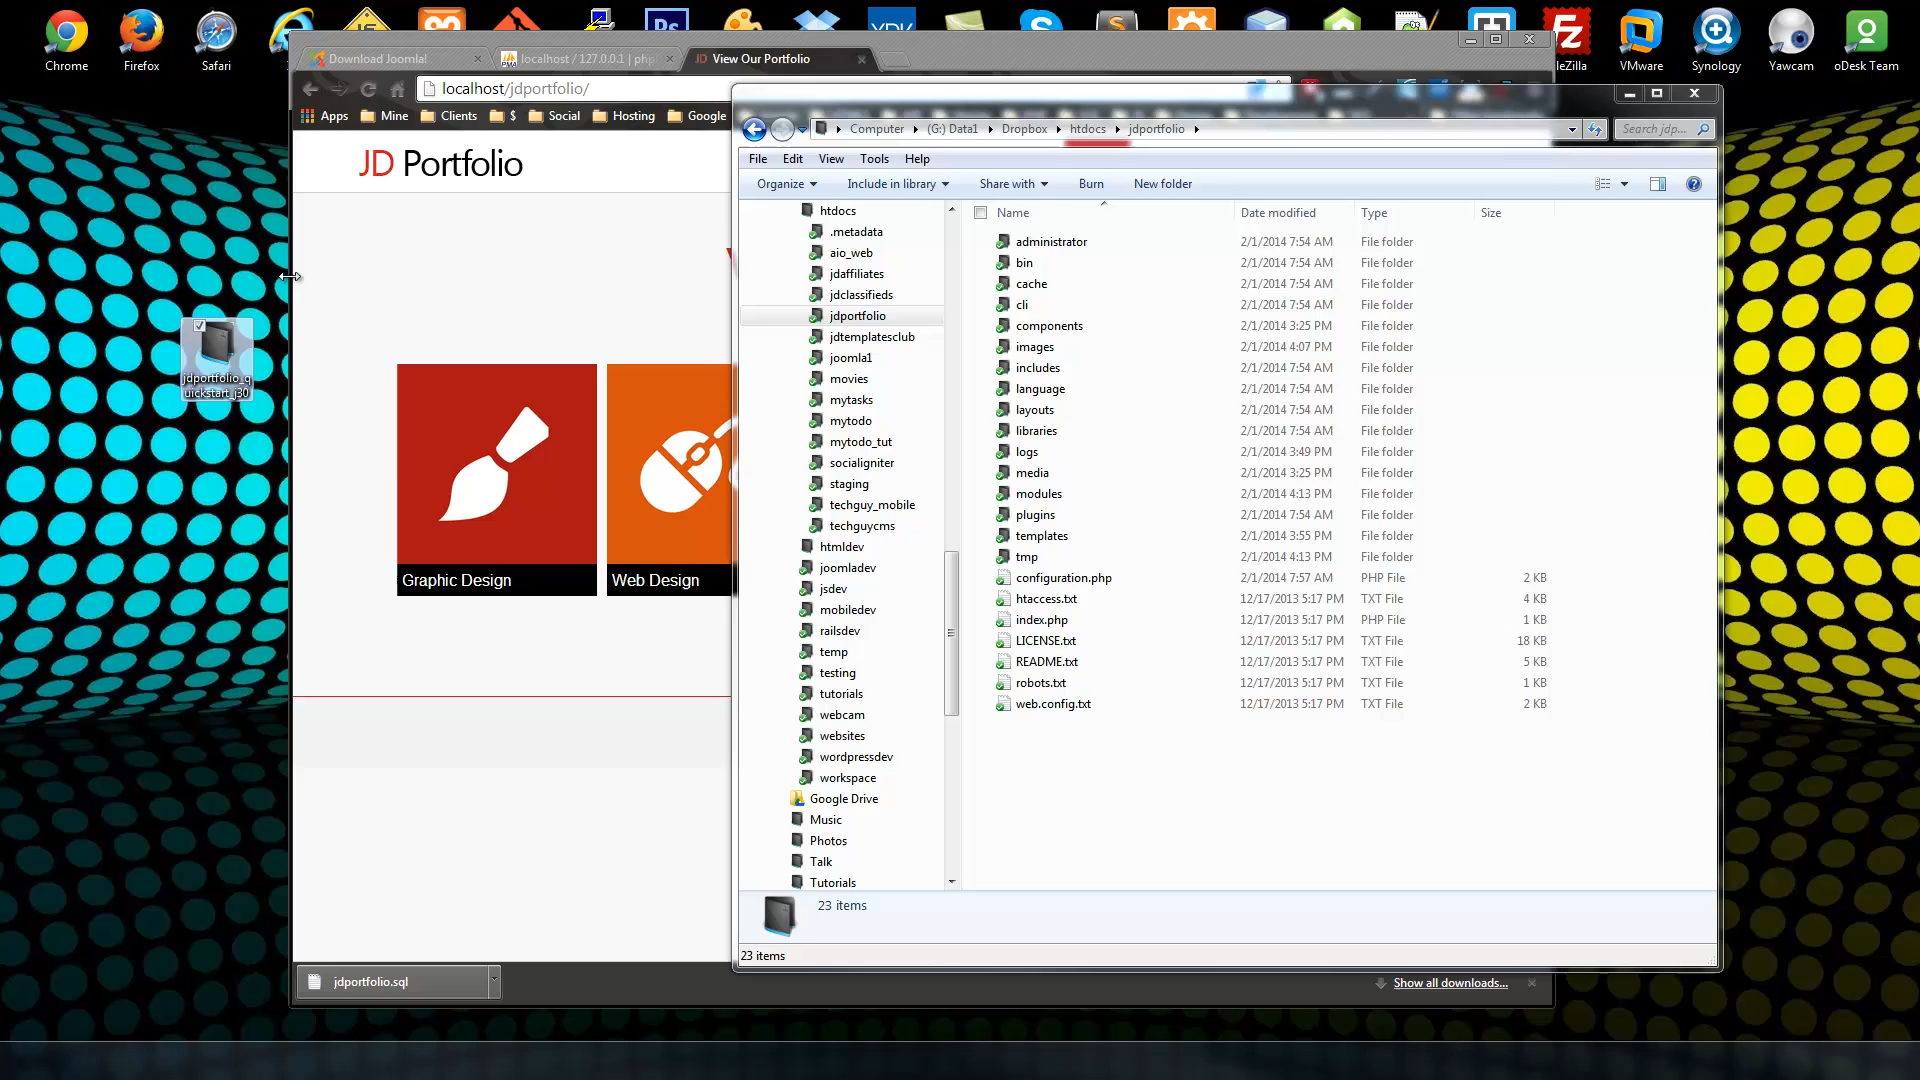 Chrome
Firefox
Safari
Ps
leZilla
VMware
Synology
Yawcam
oDesk Team
Download Joomla!
localhost / 127.0.0.1 | php
JD View Our Portfolio
localhost/jdportfolio/
Apps
Mine
Clients
$
Social
Hosting
Google
JD Portfolio
Graphic Design
Web Design
jdportfolio_q
uickstart_j30
Computer
(G:) Data1
Dropbox
htdocs
jdportfolio
Search jdp...
File
Edit
View
Tools
Help
Organize
Include in library
Share with
Burn
New folder
htdocs
.metadata
aio_web
jdaffiliates
jdclassifieds
jdportfolio
jdtemplatesclub
joomla1
movies
mytasks
mytodo
mytodo_tut
socialigniter
staging
techguy_mobile
techguycms
htmldev
joomladev
jsdev
mobiledev
railsdev
temp
testing
tutorials
webcam
websites
wordpressdev
workspace
Google Drive
Music
Photos
Talk
Tutorials
Name Date modified Type Size
administrator 2/1/2014 7:54 AM File folder
bin 2/1/2014 7:54 AM File folder
cache 2/1/2014 7:54 AM File folder
cli 2/1/2014 7:54 AM File folder
components 2/1/2014 3:25 PM File folder
images 2/1/2014 4:07 PM File folder
includes 2/1/2014 7:54 AM File folder
language 2/1/2014 7:54 AM File folder
layouts 2/1/2014 7:54 AM File folder
libraries 2/1/2014 7:54 AM File folder
logs 2/1/2014 3:49 PM File folder
media 2/1/2014 3:25 PM File folder
modules 2/1/2014 4:13 PM File folder
plugins 2/1/2014 7:54 AM File folder
templates 2/1/2014 3:55 PM File folder
tmp 2/1/2014 4:13 PM File folder
configuration.php 2/1/2014 7:57 AM PHP File 2 KB
htaccess.txt 12/17/2013 5:17 PM TXT File 4 KB
index.php 12/17/2013 5:17 PM PHP File 1 KB
LICENSE.txt 12/17/2013 5:17 PM TXT File 18 KB
README.txt 12/17/2013 5:17 PM TXT File 5 KB
robots.txt 12/17/2013 5:17 PM TXT File 1 KB
web.config.txt 12/17/2013 5:17 PM TXT File 2 KB
23 items
23 items
jdportfolio.sql
Show all downloads...